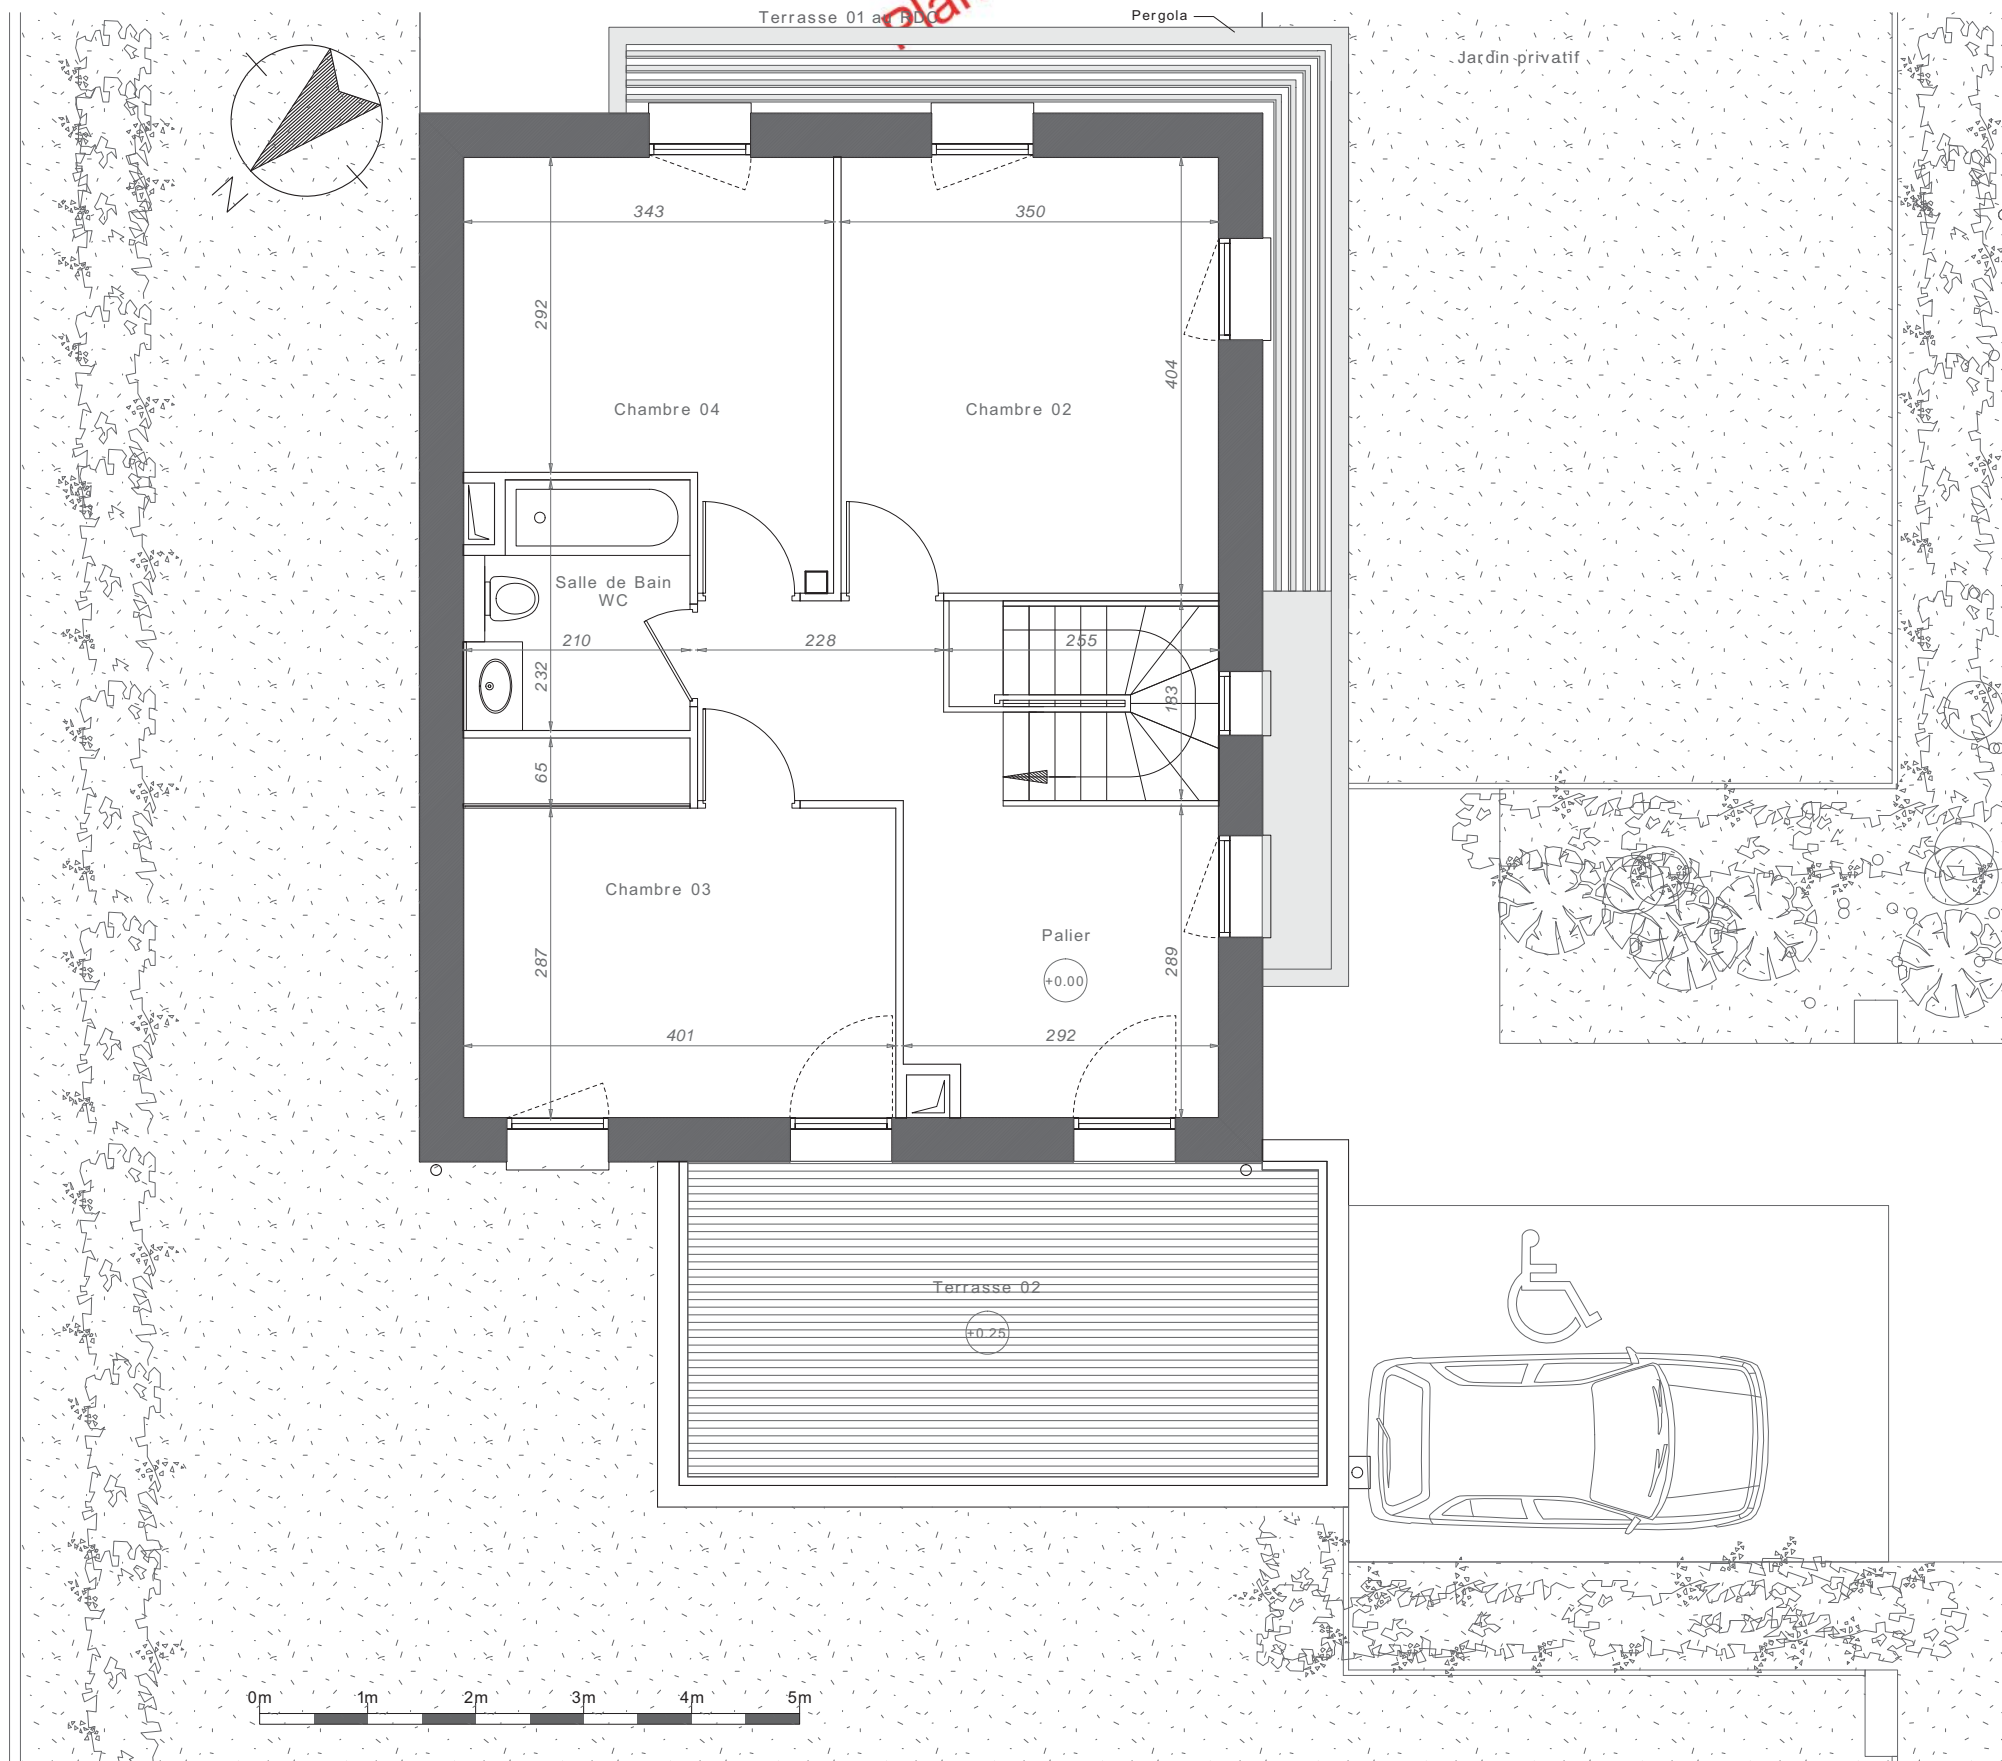 Terrasse 01 au RDC
Pergola
Jardin privatif
N
343
350
292
404
Chambre 04
Chambre 02
Salle de Bain
WC
210
228
255
232
183
65
Chambre 03
Palier
+0.00
287
289
401
292
Terrasse 02
+0.25
0m 1m 2m 3m 4m 5m